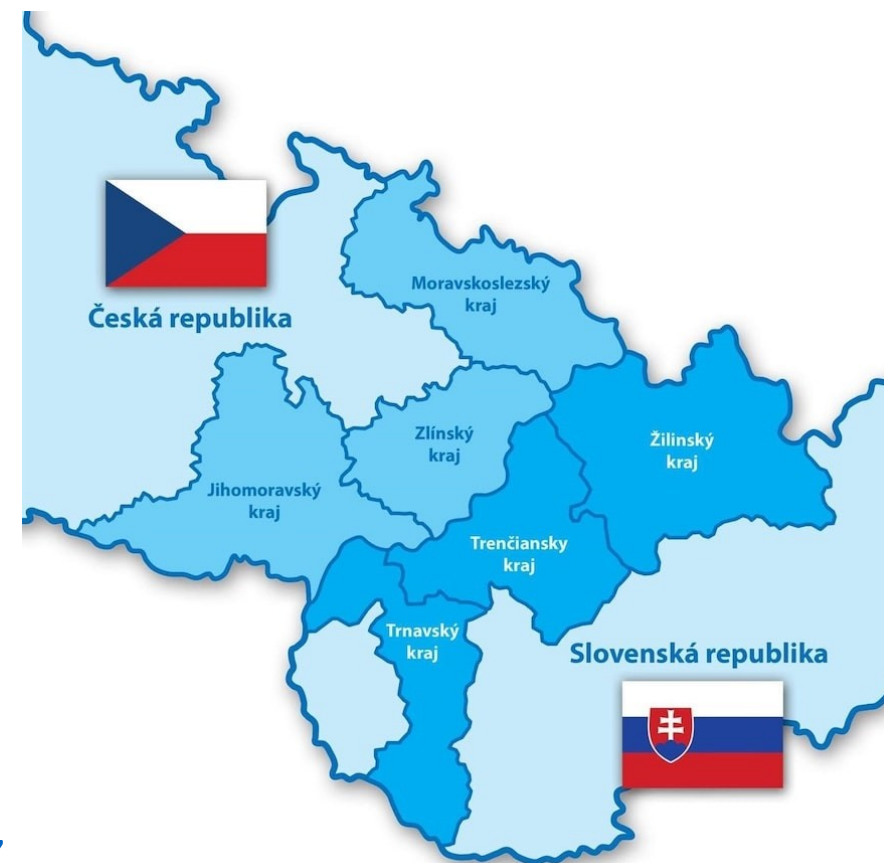 Moravskoslezský
kraj
Česká republika
Zlínský
kraj
Žilinský
kraj
Jihomoravský
kraj
Trenčiansky
kraj
Trnavský
kraj
Slovenská republika